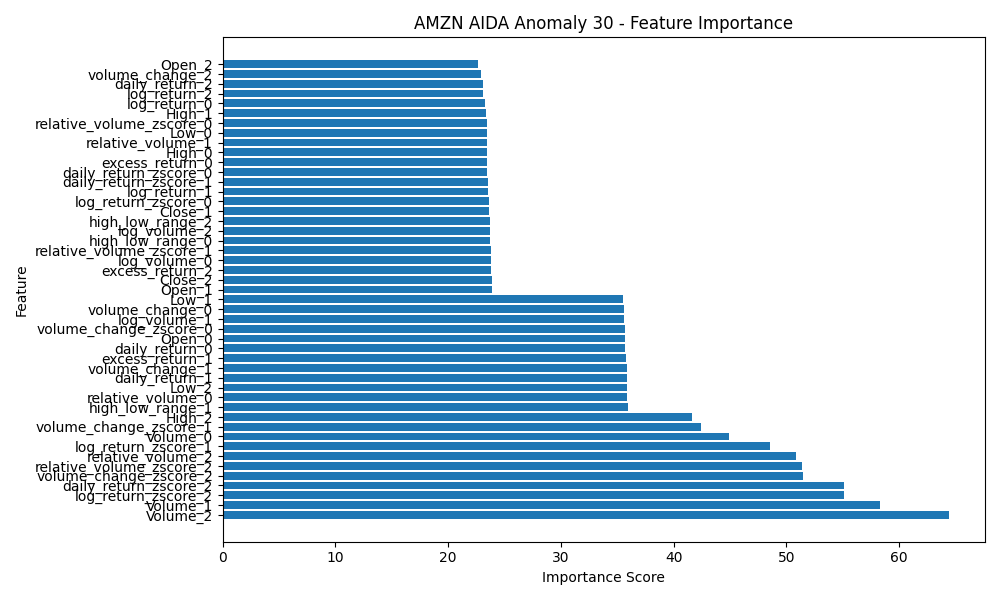 AMZN AIDA Anomaly 30 - Feature Importance
Open_2
volume_change_2
daily_return_2
log_return_2
log_return_0
High_1
relative_volume_zscore_0
Low_0
relative_volume_1
High_0
excess_return_0
daily_return_zscore_0
daily_return_zscore_1
log_return_1
log_return_zscore_0
Close_1
high_low_range_2
log_volume_2
high_low_range_0
relative_volume_zscore_1
log_volume_0
excess_return_2
Close_2
Open_1
Low_1
volume_change_0
log_volume_1
volume_change_zscore_0
Open_0
daily_return_0
excess_return_1
volume_change_1
daily_return_1
Low_2
relative_volume_0
high_low_range_1
High_2
volume_change_zscore_1
Volume_0
log_return_zscore_1
relative_volume_2
relative_volume_zscore_2
volume_change_zscore_2
daily_return_zscore_2
log_return_zscore_2
Volume_1
Volume_2
Feature
0 10 20 30 40 50 60
Importance Score